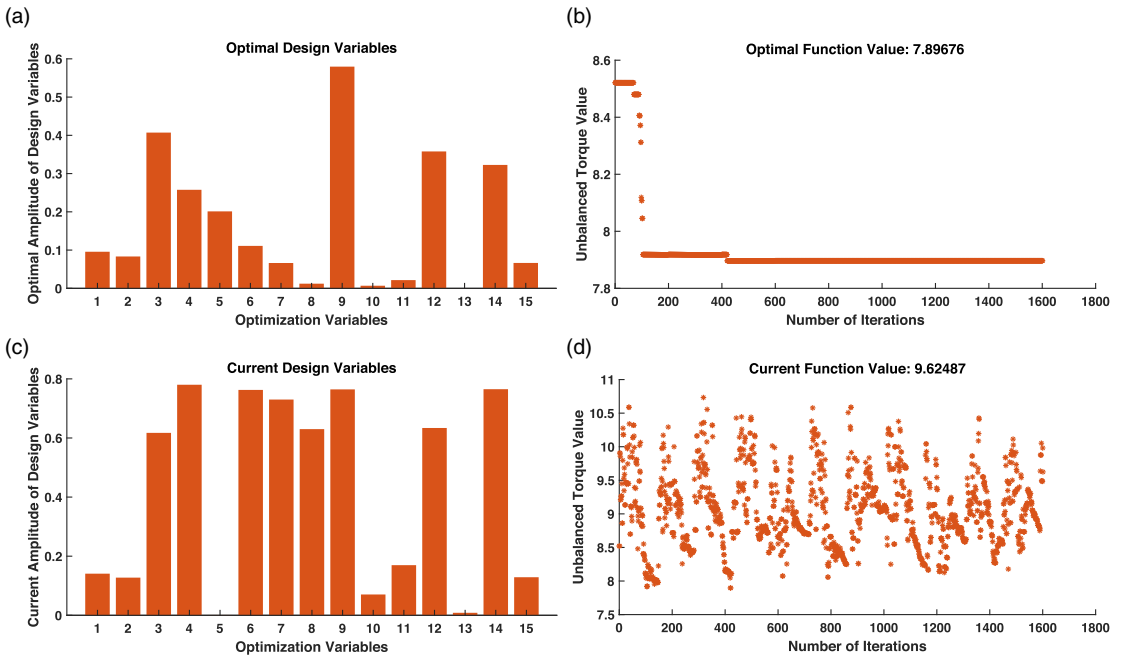 (a)
Optimal Design Variables
Optimal Amplitude of Design Variables
0.6
0.5
0.4
0.3
0.2
0.1
0
1 2 3 4 5 6 7 8 9 10 11 12 13 14 15
Optimization Variables
(b)
Optimal Function Value: 7.89676
Unbalanced Torque Value
8.6
8.4
8.2
8
7.8
0 200 400 600 800 1000 1200 1400 1600 1800
Number of Iterations
(c)
Current Design Variables
Current Amplitude of Design Variables
0.8
0.6
0.4
0.2
0
1 2 3 4 5 6 7 8 9 10 11 12 13 14 15
Optimization Variables
(d)
Current Function Value: 9.62487
Unbalanced Torque Value
11
10.5
10
9.5
9
8.5
8
7.5
0 200 400 600 800 1000 1200 1400 1600 1800
Number of Iterations